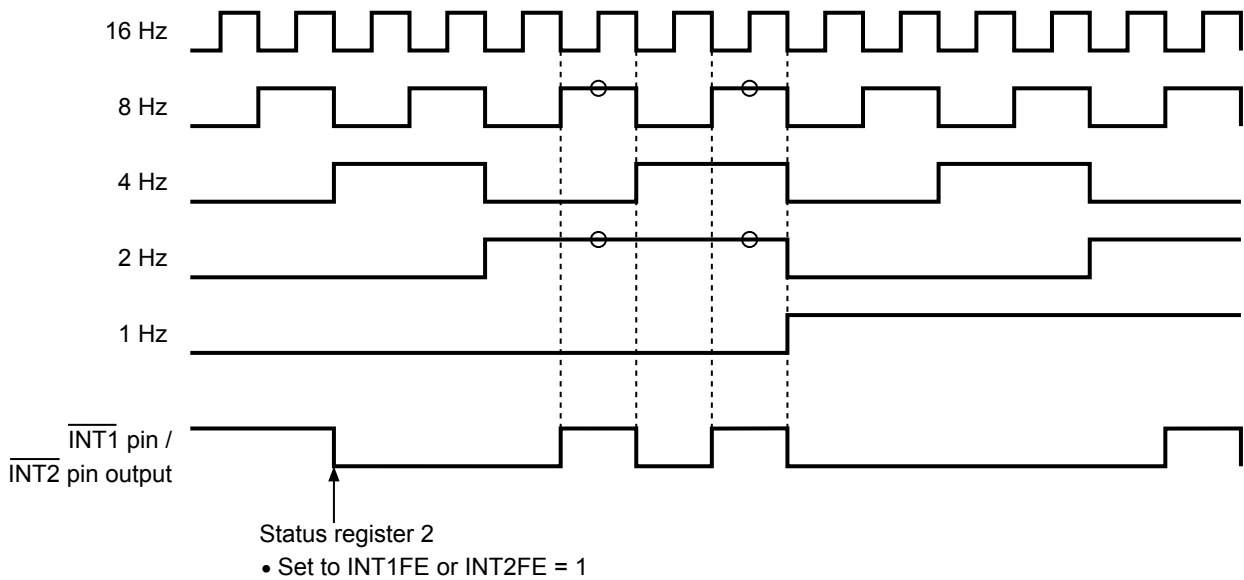 16 Hz
8 Hz
4 Hz
2 Hz
1 Hz
INT1 pin /
INT2 pin output
Status register 2
• Set to INT1FE or INT2FE = 1